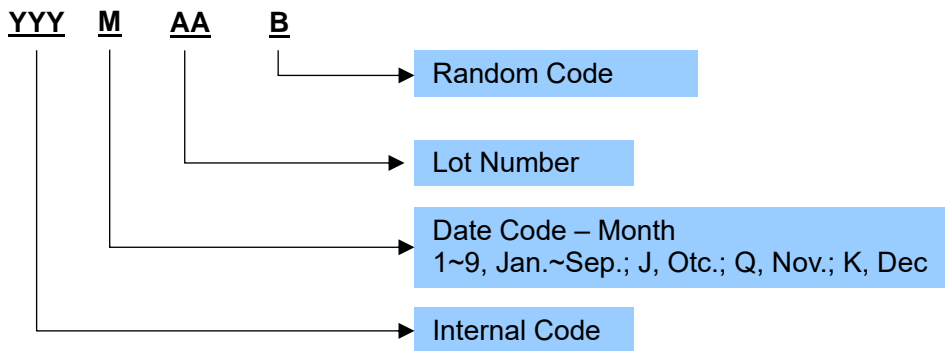 YYY M AA B
Random Code
Lot Number
Date Code – Month
1~9, Jan.~Sep.; J, Otc.; Q, Nov.; K, Dec
Internal Code